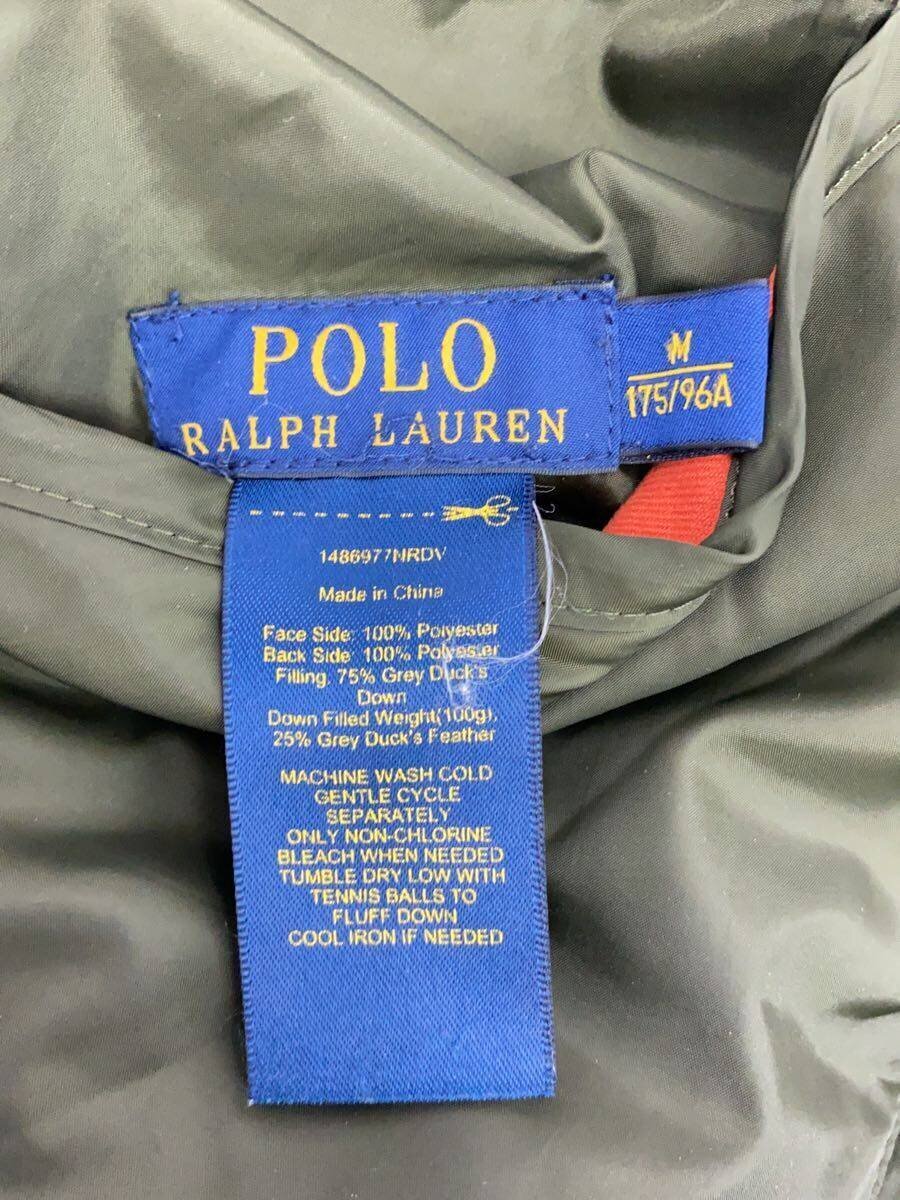 POLO
RALPH LAUREN
M
175/96A
1486977NRDV
Made in China
Face Side: 100% Polyester
Back Side: 100% Polyester
Filling: 75% Grey Duck's
Down
Down Filled Weight(100g),
25% Grey Duck's Feather
MACHINE WASH COLD
GENTLE CYCLE
SEPARATELY
ONLY NON-CHLORINE
BLEACH WHEN NEEDED
TUMBLE DRY LOW WITH
TENNIS BALLS TO
FLUFF DOWN
COOL IRON IF NEEDED